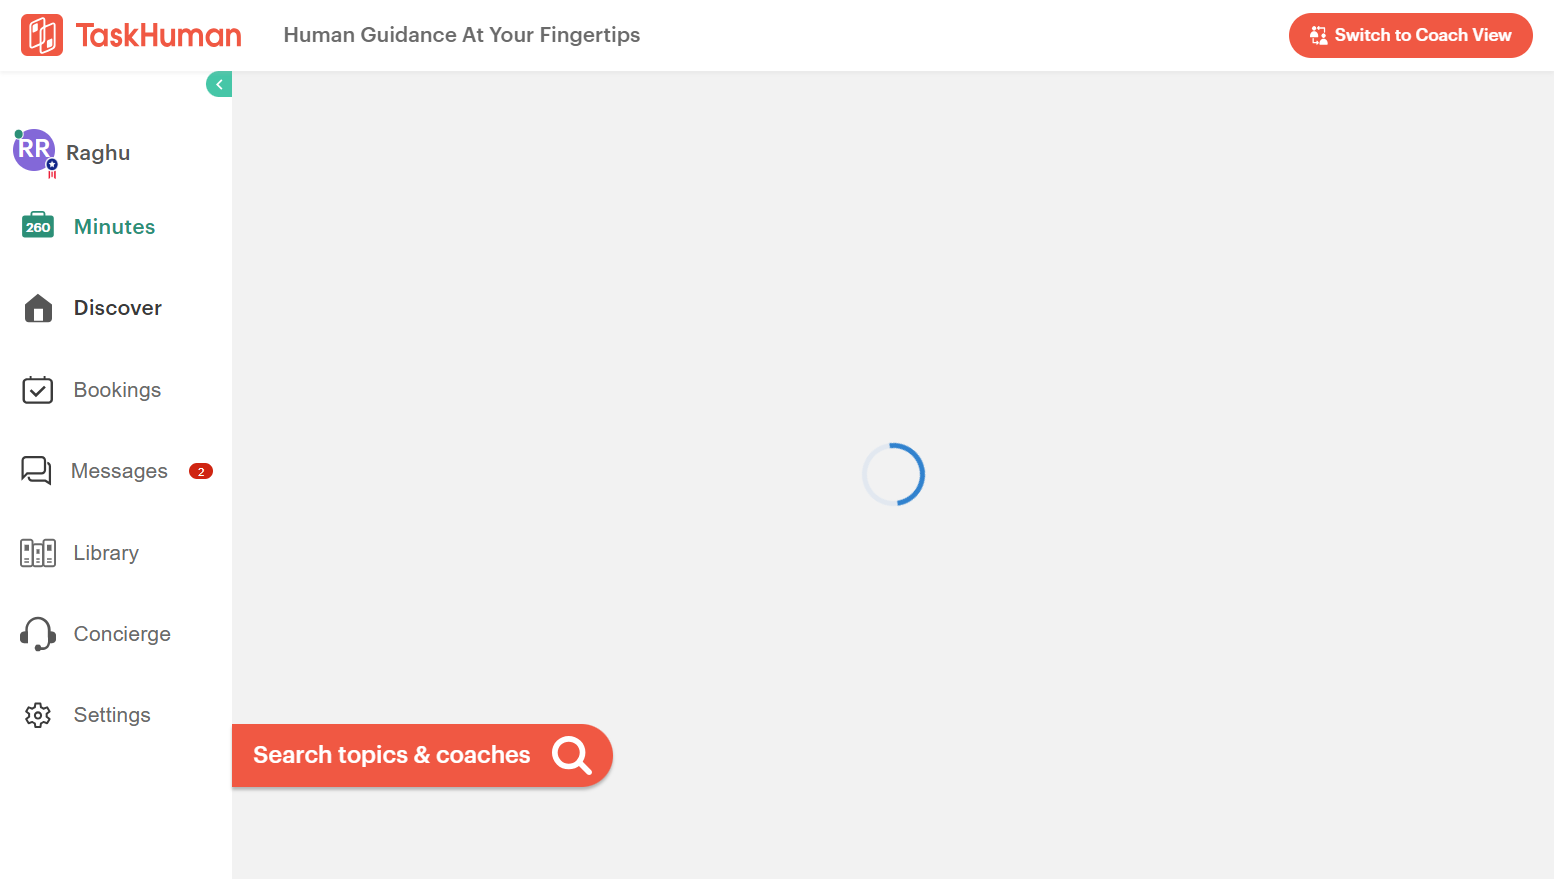 TaskHuman
Human Guidance At Your Fingertips
Switch to Coach View
RR
Raghu
260
Minutes
Discover
Bookings
Messages
2
Library
Concierge
Settings
Search topics & coaches